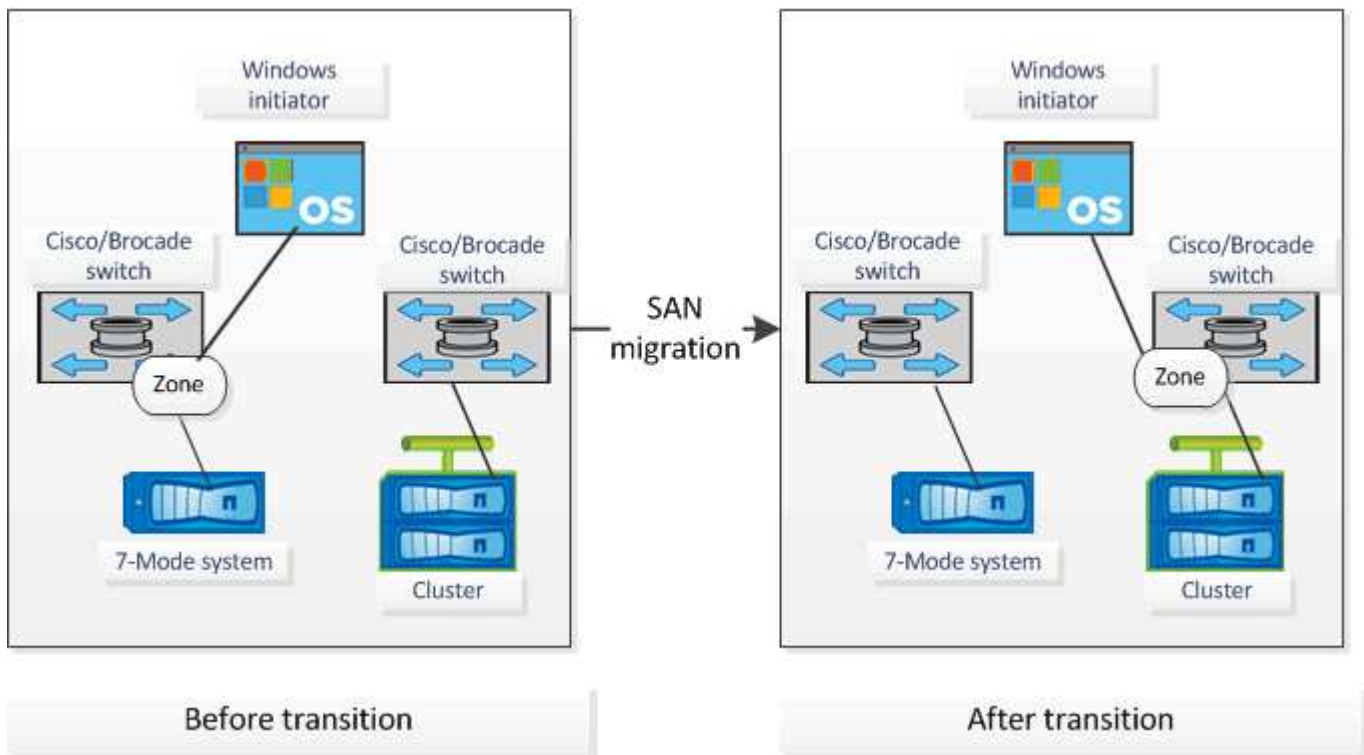 Windows
initiator
OS
Cisco/Brocade
switch
Cisco/Brocade
switch
Zone
n
7-Mode system
n
n
Cluster
SAN
migration
Windows
initiator
OS
Cisco/Brocade
switch
Cisco/Brocade
switch
Zone
n
7-Mode system
n
n
Cluster
Before transition
After transition